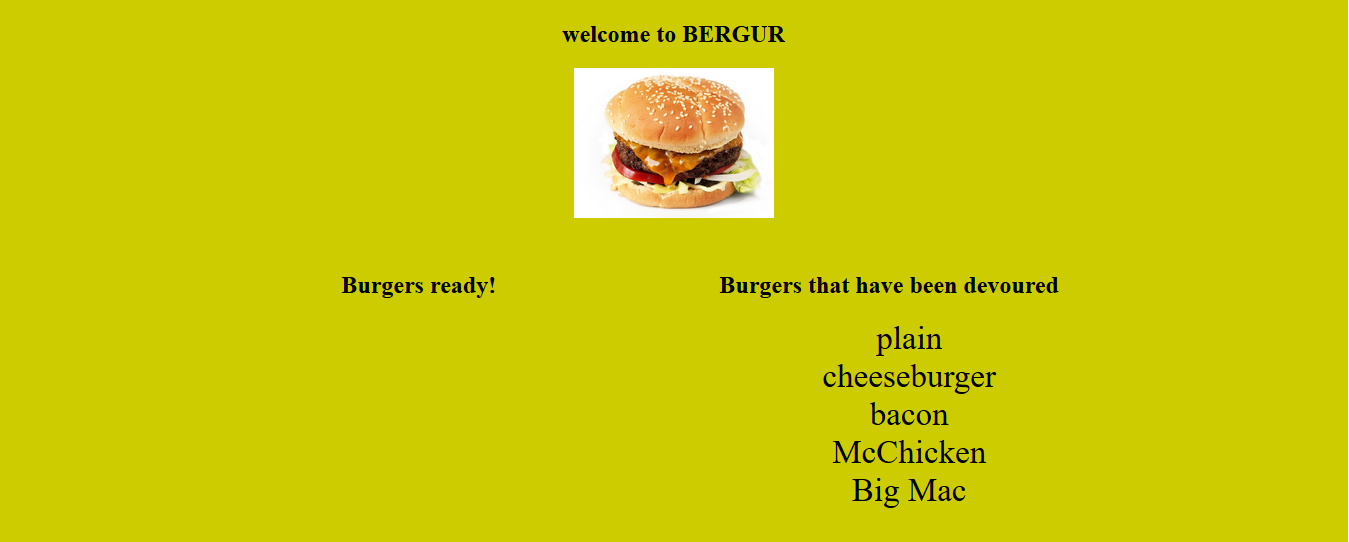 welcome to BERGUR
Burgers ready!
Burgers that have been devoured
plain
cheeseburger
bacon
McChicken
Big Mac